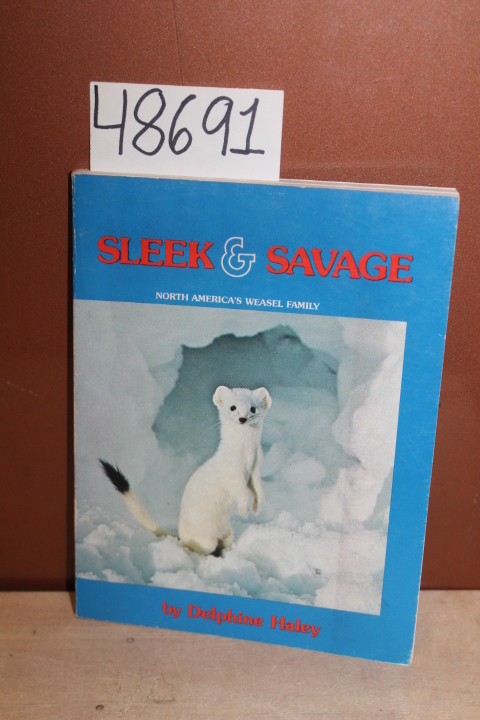 48691
SLEEK & SAVAGE
NORTH AMERICA'S WEASEL FAMILY
by Delphine Haley